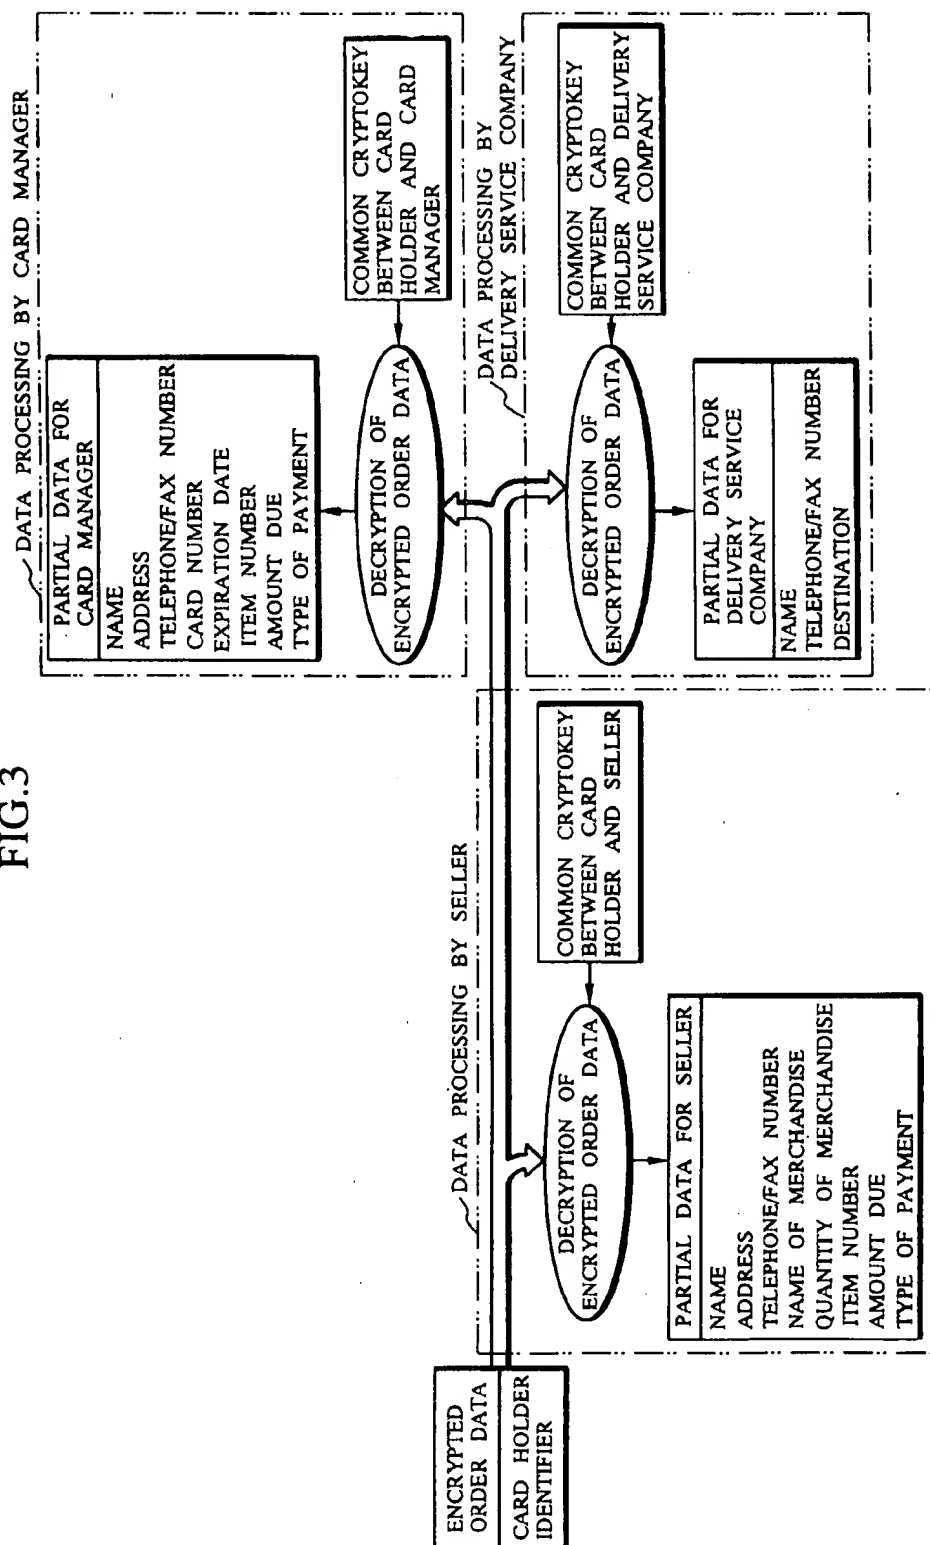 FIG.3
DATA PROCESSING BY CARD MANAGER
PARTIAL DATA FOR
CARD MANAGER
NAME
ADDRESS
TELEPHONE/FAX NUMBER
CARD NUMBER
EXPIRATION DATE
ITEM NUMBER
AMOUNT DUE
TYPE OF PAYMENT
COMMON CRYPTOKEY
BETWEEN CARD
HOLDER AND CARD
MANAGER
DECRYPTION OF
ENCRYPTED ORDER DATA
ENCRYPTED
ORDER DATA
CARD HOLDER
IDENTIFIER
DATA PROCESSING BY SELLER
COMMON CRYPTOKEY
BETWEEN CARD
HOLDER AND SELLER
DECRYPTION OF
ENCRYPTED ORDER DATA
PARTIAL DATA FOR SELLER
NAME
ADDRESS
TELEPHONE/FAX NUMBER
NAME OF MERCHANDISE
QUANTITY OF MERCHANDISE
ITEM NUMBER
AMOUNT DUE
TYPE OF PAYMENT
DATA PROCESSING BY
DELIVERY SERVICE COMPANY
COMMON CRYPTOKEY
BETWEEN CARD
HOLDER AND DELIVERY
SERVICE COMPANY
DECRYPTION OF
ENCRYPTED ORDER DATA
PARTIAL DATA FOR
DELIVERY SERVICE
COMPANY
NAME
TELEPHONE/FAX NUMBER
DESTINATION